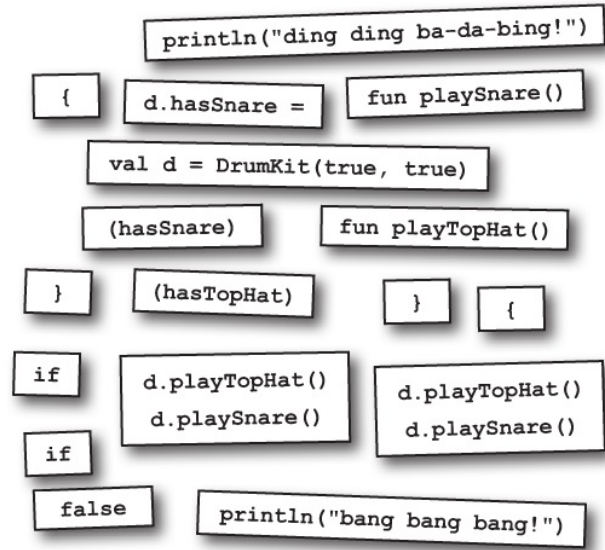 println("ding ding ba-da-bing!")
{ d.hasSnare = fun playSnare()
val d = DrumKit(true, true)
(hasSnare) fun playTopHat()
} (hasTopHat) } {
if
d.playTopHat()
d.playSnare()
d.playTopHat()
d.playSnare()
if
false println("bang bang bang!")